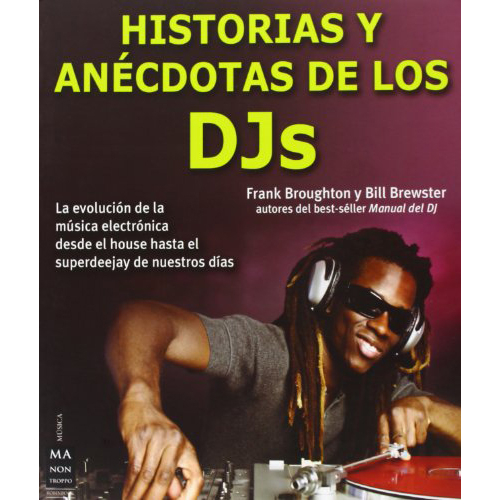 HISTORIAS Y
ANÉCDOTAS DE LOS
DJs
Frank Broughton y Bill Brewster
autores del best-séller Manual del DJ
La evolución de la
música electrónica
desde el house hasta el
superdeejay de nuestros días
MÚSICA
MA
NON
TROPPO